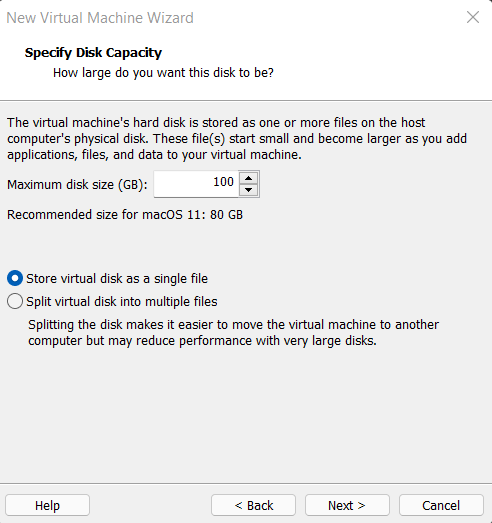 New Virtual Machine Wizard
Specify Disk Capacity
How large do you want this disk to be?
The virtual machine's hard disk is stored as one or more files on the host
computer's physical disk. These file(s) start small and become larger as you add
applications, files, and data to your virtual machine.
Maximum disk size (GB): 100
Recommended size for macOS 11: 80 GB
Store virtual disk as a single file
Split virtual disk into multiple files
Splitting the disk makes it easier to move the virtual machine to another
computer but may reduce performance with very large disks.
Help < Back Next > Cancel